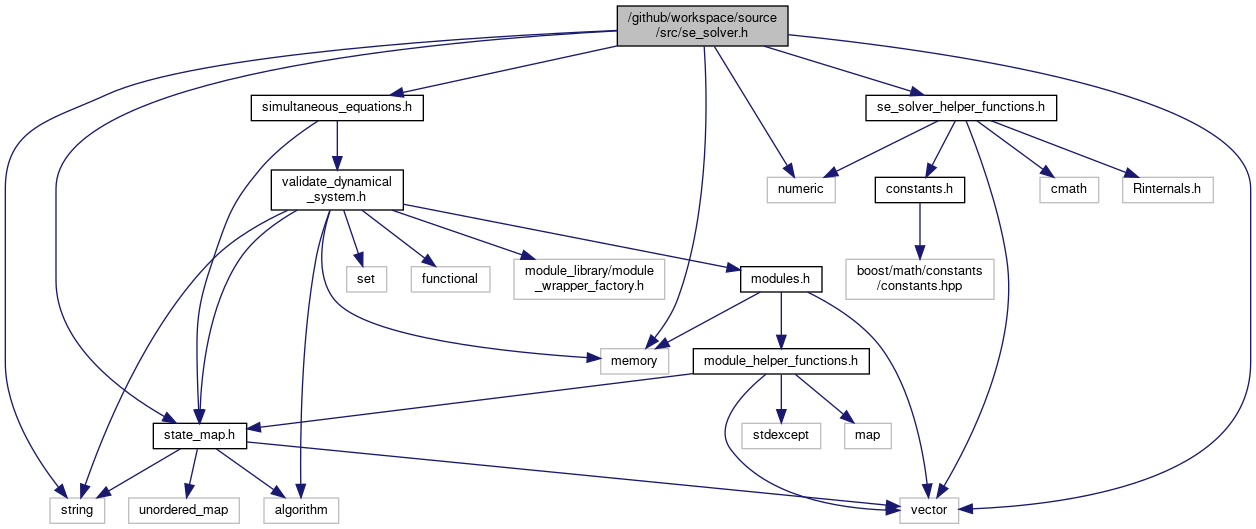 /github/workspace/source
/src/se_solver.h
simultaneous_equations.h
se_solver_helper_functions.h
validate_dynamical
_system.h
numeric
constants.h
cmath
Rinternals.h
set
functional
module_library/module
_wrapper_factory.h
modules.h
boost/math/constants
/constants.hpp
memory
module_helper_functions.h
state_map.h
stdexcept
map
string
unordered_map
algorithm
vector